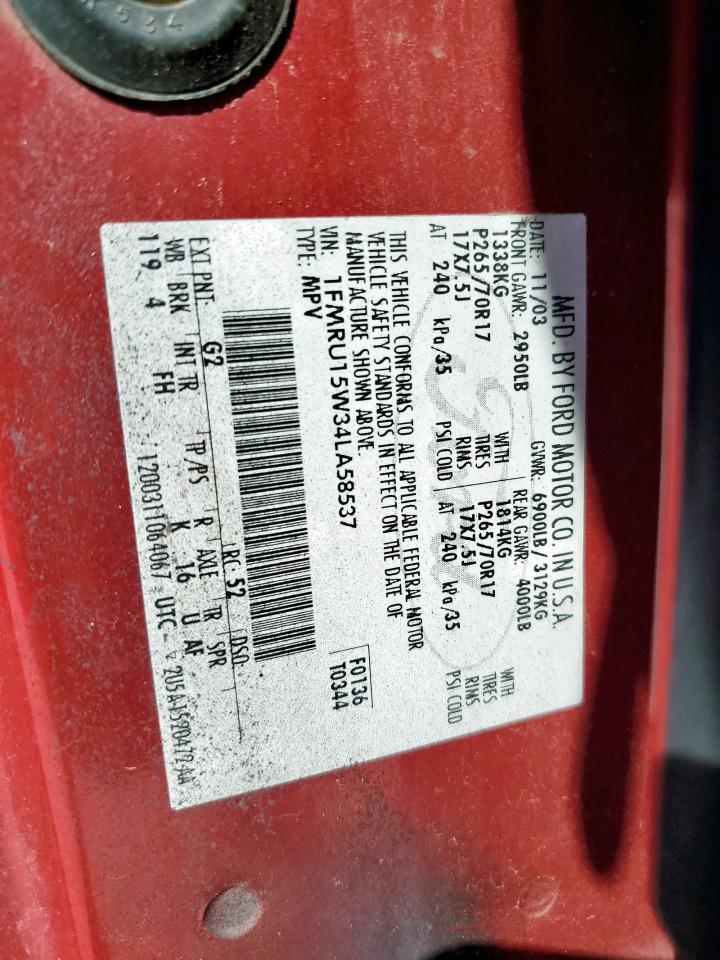 534
MFD. BY FORD MOTOR CO. IN U.S.A.
DATE: 11/03 GVWR: 6900LB/ 3129KG
FRONT GAWR: 2950LB REAR GAWR: 4000LB
1338KG WITH 1814KG WITH
P265/70R17 TIRES P265/70R17 TIRES
17X7.5J RIMS 17X7.5J RIMS
AT 240 kPa/35 PSI COLD AT 240 kPa/35 PSI COLD
THIS VEHICLE CONFORMS TO ALL APPLICABLE FEDERAL MOTOR
VEHICLE SAFETY STANDARDS IN EFFECT ON THE DATE OF
MANUFACTURE SHOWN ABOVE.
VIN: 1FMRU15W34LA58537 F0136
TYPE: MPV T0344
EXT PNT: G2 RC: 52 DSO:
WB BRK INT TR TP/PS R AXLE TR SPR
119 4 FH K 16 U AF
UTC